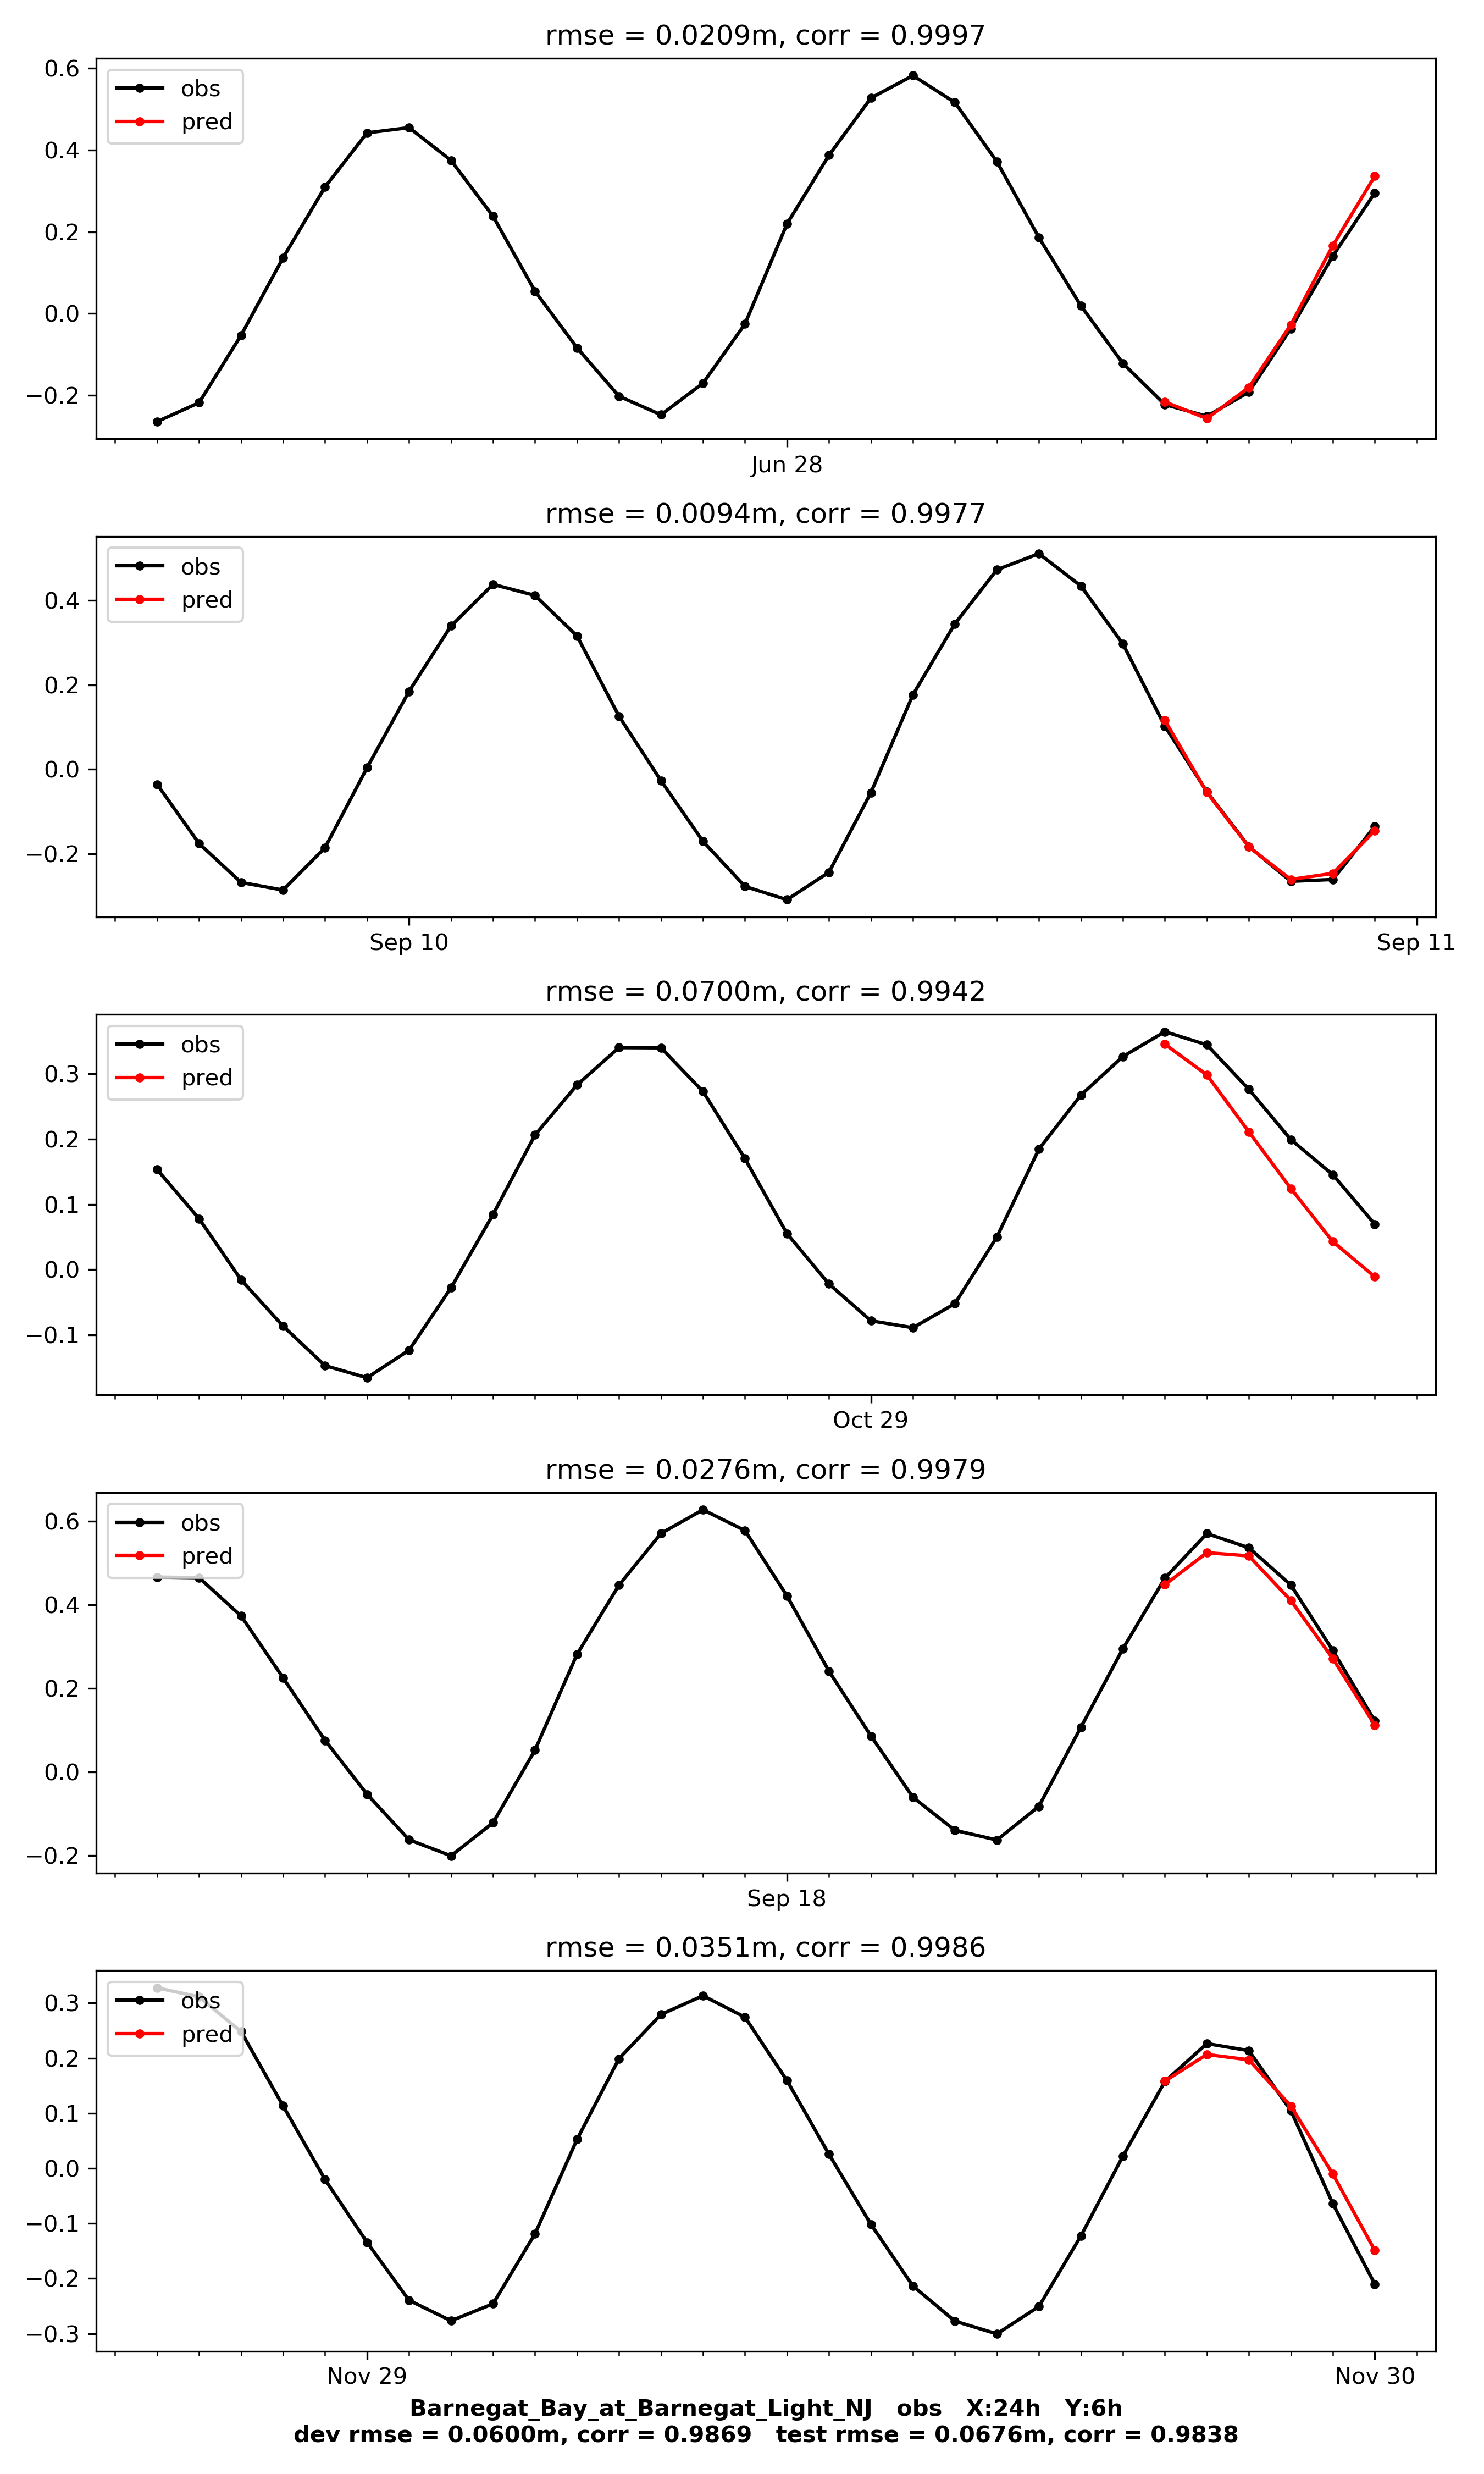 rmse = 0.0209m, corr = 0.9997
0.6
0.4
0.2
0.0
−0.2
obs
pred
Jun 28
rmse = 0.0094m, corr = 0.9977
0.4
0.2
0.0
−0.2
obs
pred
Sep 10 Sep 11
rmse = 0.0700m, corr = 0.9942
0.3
0.2
0.1
0.0
−0.1
obs
pred
Oct 29
rmse = 0.0276m, corr = 0.9979
0.6
0.4
0.2
0.0
−0.2
obs
pred
Sep 18
rmse = 0.0351m, corr = 0.9986
0.3
0.2
0.1
0.0
−0.1
−0.2
−0.3
obs
pred
Nov 29 Nov 30
Barnegat_Bay_at_Barnegat_Light_NJ obs X:24h Y:6h
dev rmse = 0.0600m, corr = 0.9869 test rmse = 0.0676m, corr = 0.9838